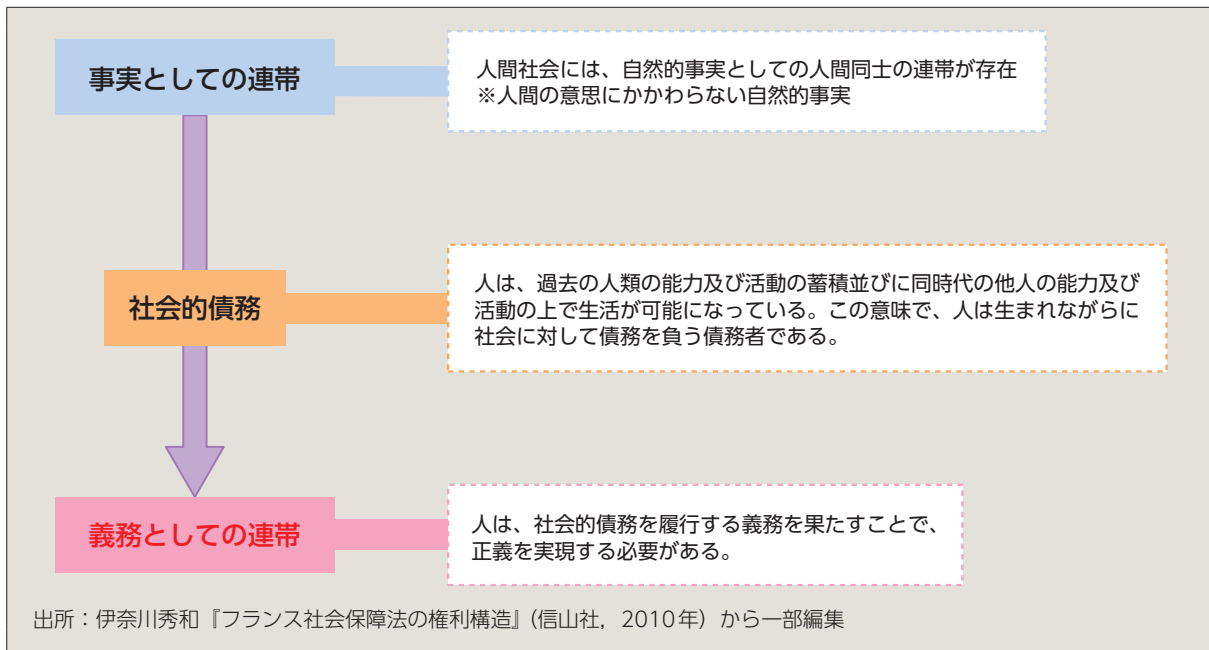 事実としての連帯
人間社会には、自然的事実としての人間同士の連帯が存在
※人間の意思にかかわらない自然的事実
社会的債務
人は、過去の人類の能力及び活動の蓄積並びに同時代の他人の能力及び
活動の上で生活が可能になっている。この意味で、人は生まれながらに
社会に対して債務を負う債務者である。
義務としての連帯
人は、社会的債務を履行する義務を果たすことで、
正義を実現する必要がある。
出所:伊奈川秀和『フランス社会保障法の権利構造』(信山社, 2010年)から一部編集